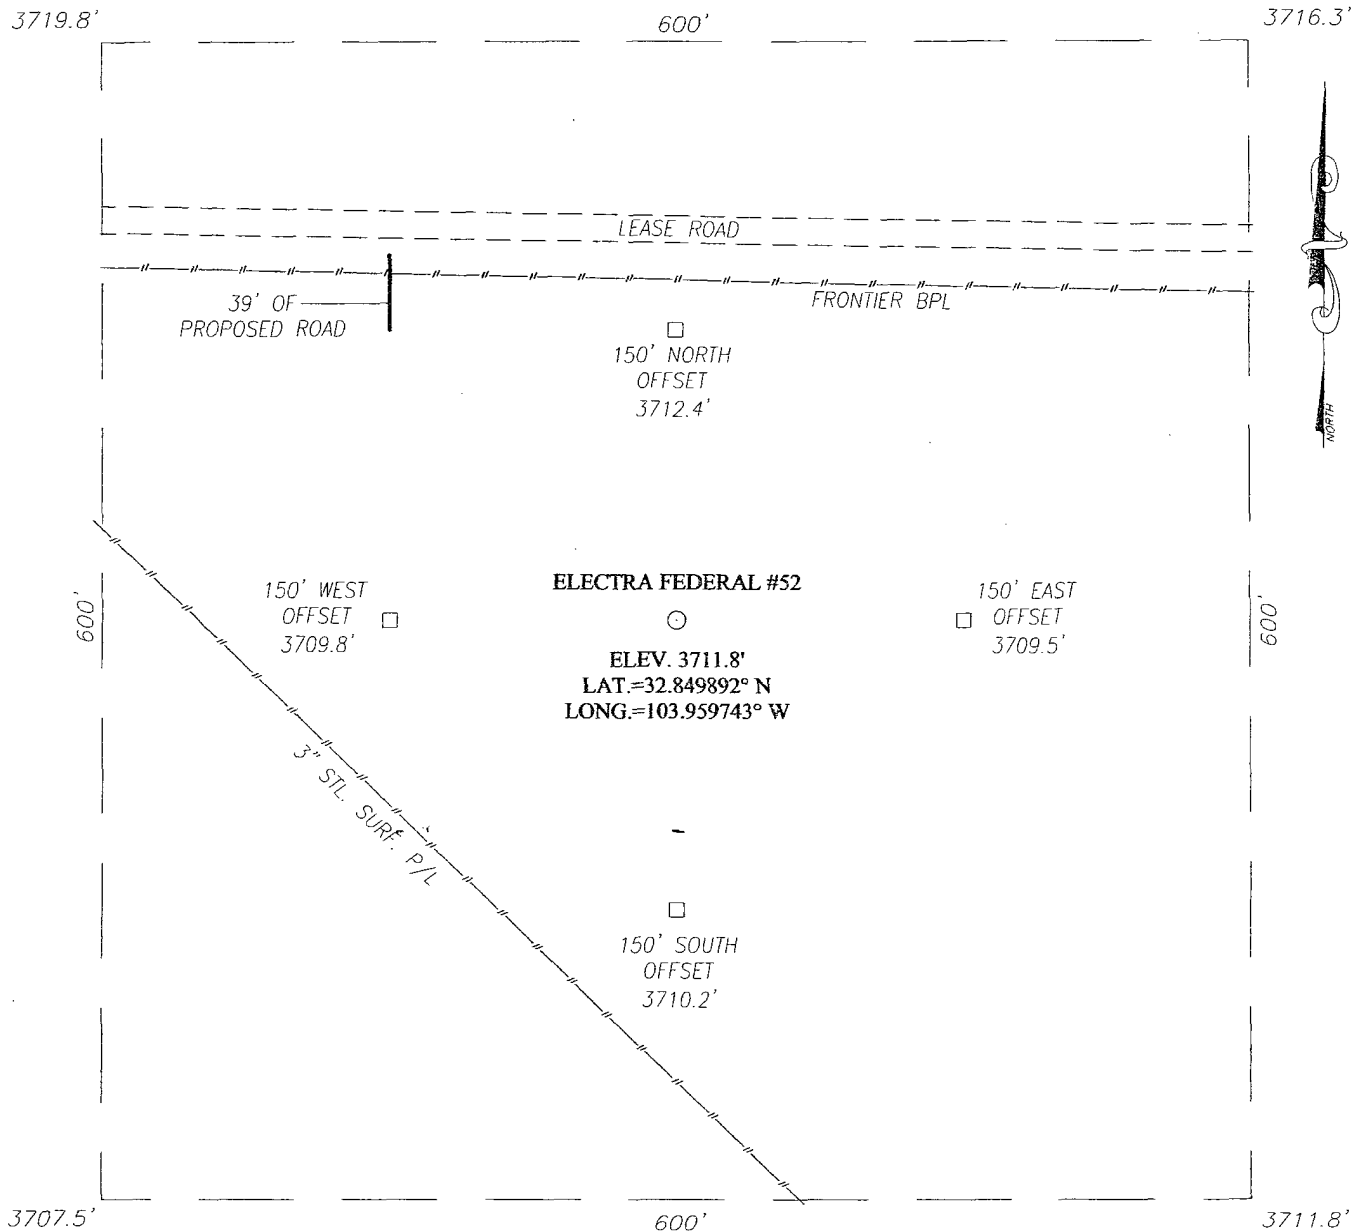 3719.8'
600'
3716.3'
LEASE ROAD
FRONTIER BPL
39' OF
PROPOSED ROAD
150' NORTH
OFFSET
3712.4'
NORTH
600'
150' WEST
OFFSET
3709.8'
ELECTRA FEDERAL #52
ELEV. 3711.8'
LAT.=32.849892° N
LONG.=103.959743° W
150' EAST
OFFSET
3709.5'
600'
3" STL. SURF. P/L
150' SOUTH
OFFSET
3710.2'
3707.5'
600'
3711.8'